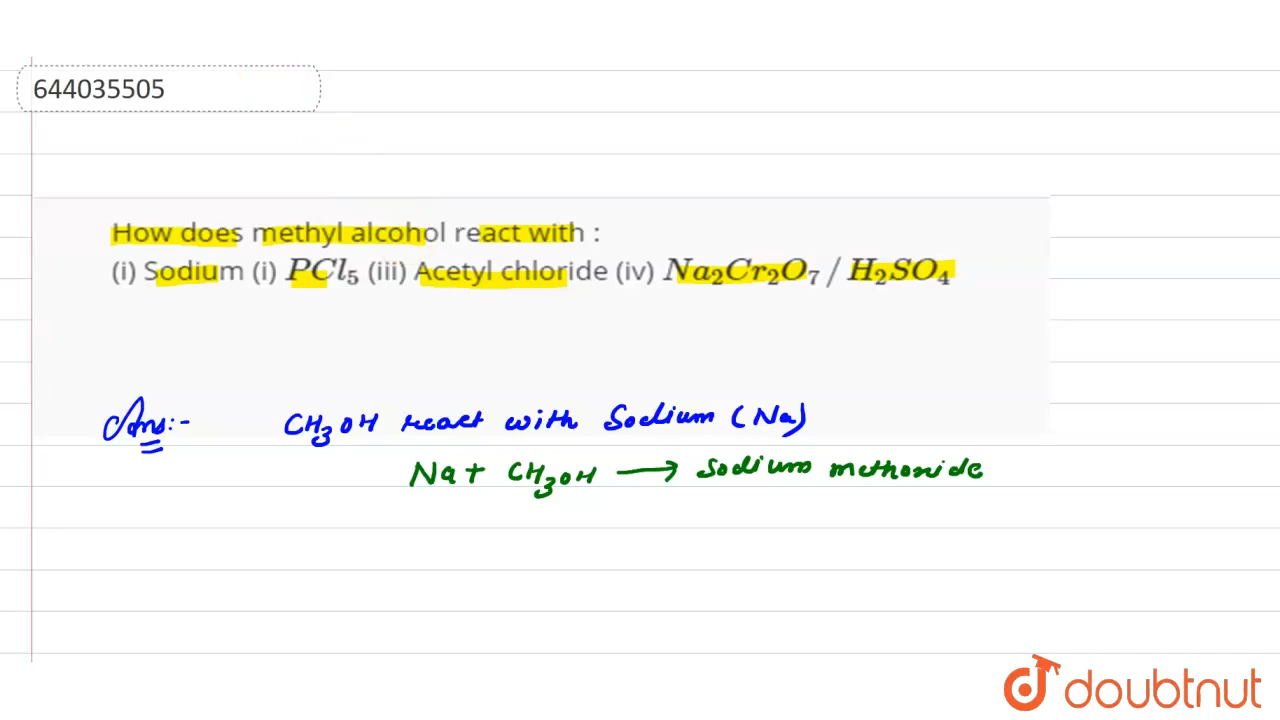 644035505
How does methyl alcohol react with :
(i) Sodium (i) PCl₅ (iii) Acetyl chloride (iv) Na₂Cr₂O₇ / H₂SO₄
Ans:- CH₃OH react with Sodium (Na)
Na + CH₃OH → Sodium methoxide
doubtnut